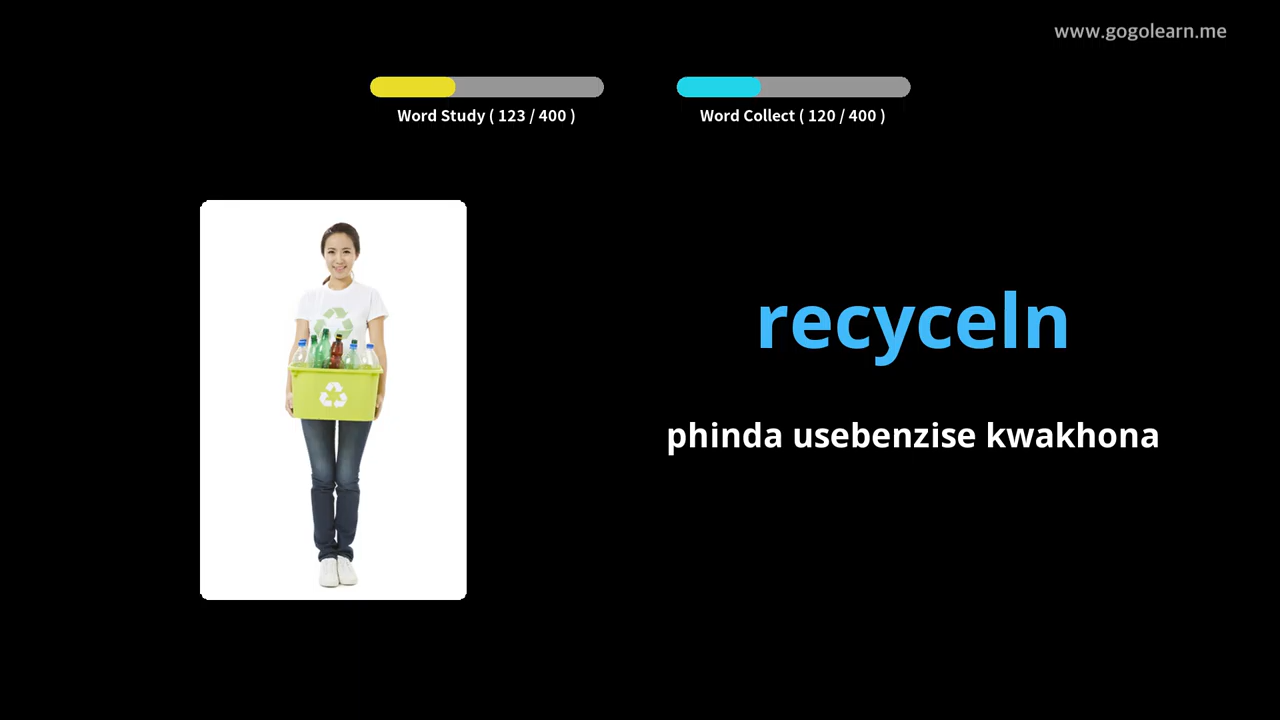 www.gogolearn.me
Word Study ( 123 / 400 )
Word Collect ( 120 / 400 )
recyceln
phinda usebenzise kwakhona